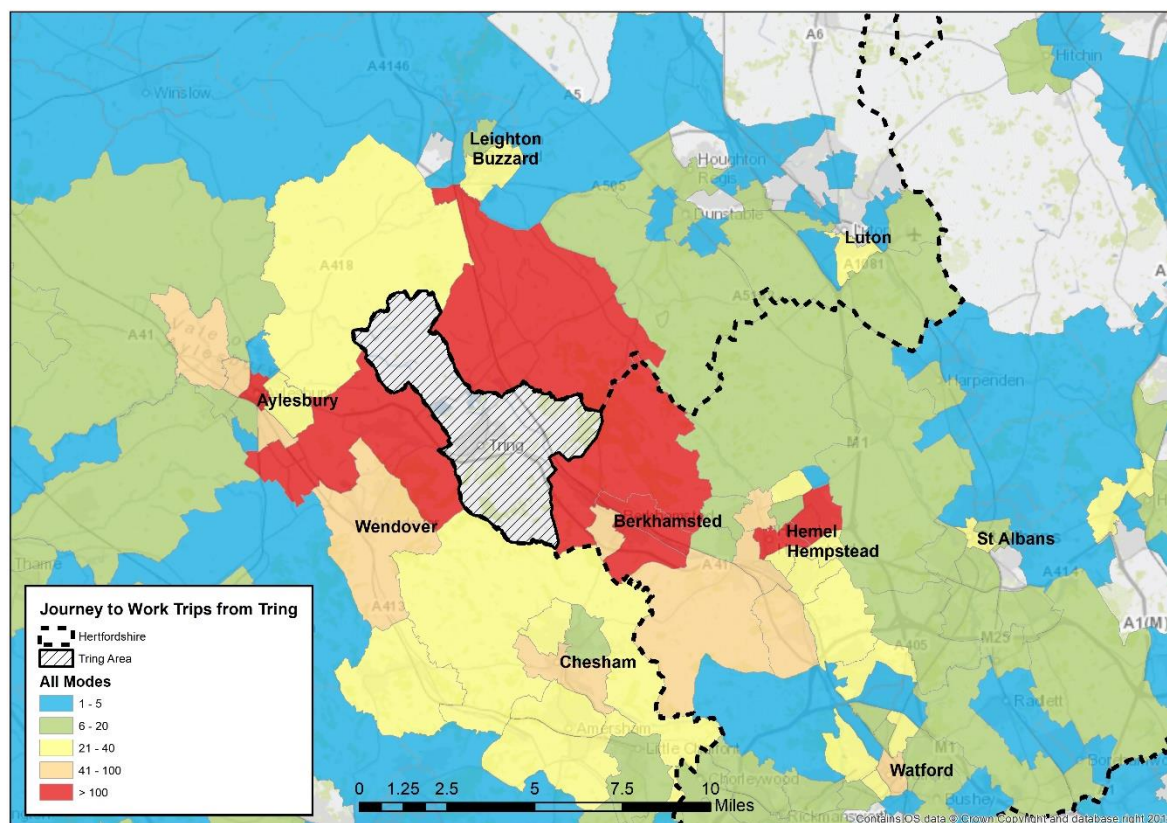 A6
Hitchin
A4146
A5
Winslow
Leighton
Buzzard
Houghton
Regis
A505
Dunstable
Luton
A1081
A418
A41
Harpenden
Aylesbury
Tring
M1
Berkhamsted
Wendover
Hemel
Hempstead
St Albans
A414
Thame
A41
A413
A1(M)
M25
A405
Chesham
Radlett
Amersham
Little Chalfont
M1
Watford
Chorleywood
Bushey
Rickmansworth
Journey to Work Trips from Tring
Hertfordshire
Tring Area
All Modes
1 - 5
6 - 20
21 - 40
41 - 100
> 100
0 1.25 2.5 5 7.5 10
Miles
Contains OS data © Crown Copyright and database right 201